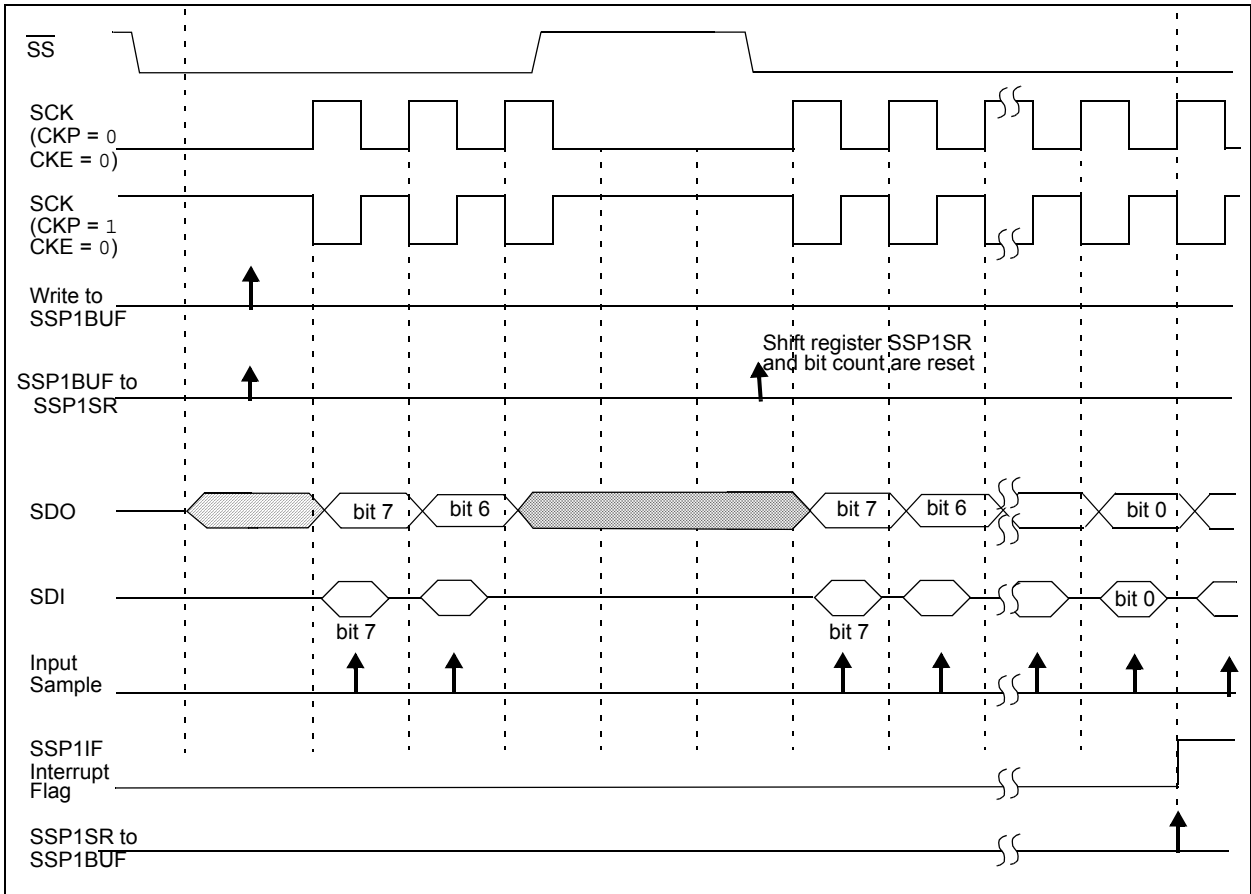 SS
SCK
(CKP = 0
CKE = 0)
SCK
(CKP = 1
CKE = 0)
Write to
SSP1BUF
Shift register SSP1SR
and bit count are reset
SSP1BUF to
SSP1SR
SDO
bit 7
bit 6
bit 7
bit 6
bit 0
SDI
bit 0
bit 7
bit 7
Input
Sample
SSP1IF
Interrupt
Flag
SSP1SR to
SSP1BUF